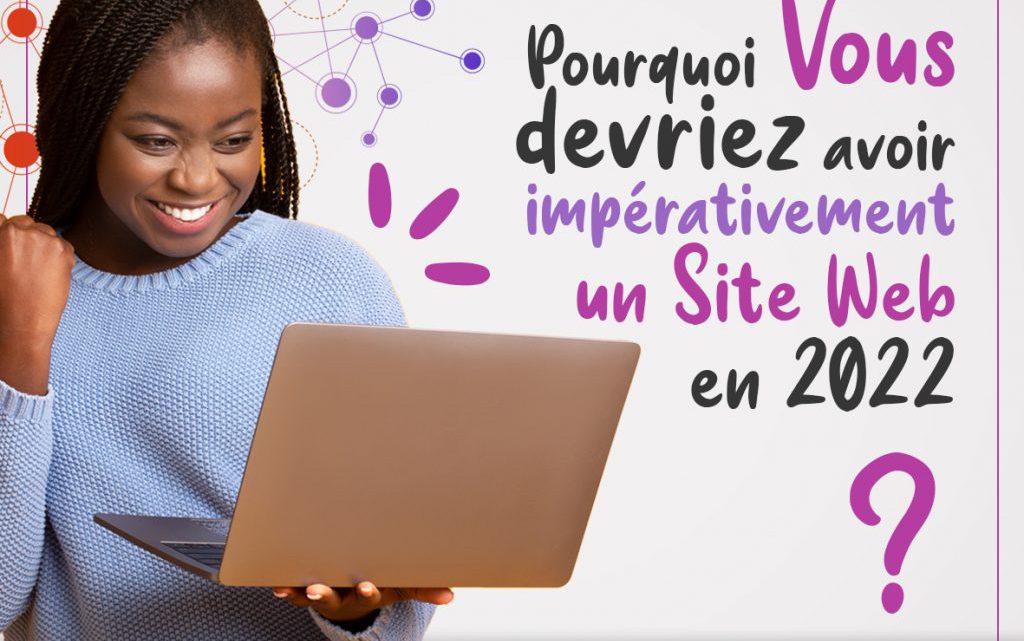 Pourquoi Vous
devriez avoir
impérativement
un Site Web
en 2022
?